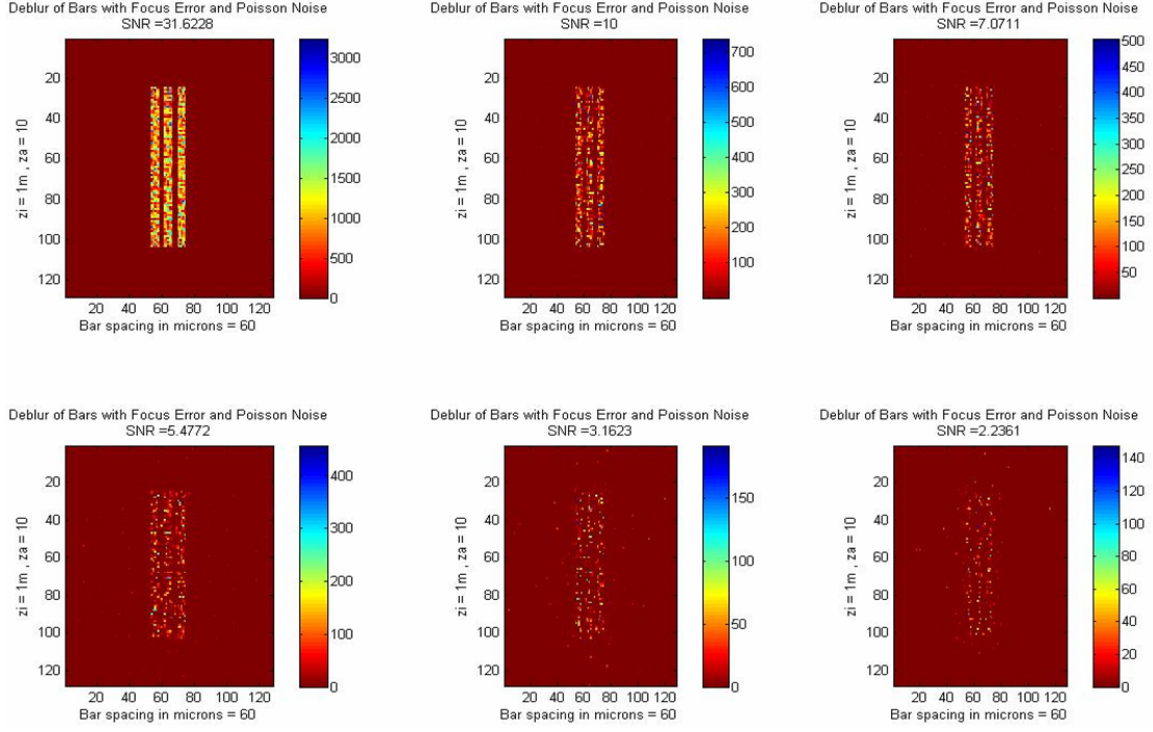 Deblur of Bars with Focus Error and Poisson Noise
SNR =31.6228
20
40
60
80
100
120
zi = 1m , za = 10
20 40 60 80 100 120
Bar spacing in microns = 60
3000
2500
2000
1500
1000
500
0
Deblur of Bars with Focus Error and Poisson Noise
SNR =10
20
40
60
80
100
120
zi = 1m , za = 10
20 40 60 80 100 120
Bar spacing in microns = 60
700
600
500
400
300
200
100
Deblur of Bars with Focus Error and Poisson Noise
SNR =7.0711
20
40
60
80
100
120
zi = 1m , za = 10
20 40 60 80 100 120
Bar spacing in microns = 60
500
450
400
350
300
250
200
150
100
50
Deblur of Bars with Focus Error and Poisson Noise
SNR =5.4772
20
40
60
80
100
120
zi = 1m , za = 10
20 40 60 80 100 120
Bar spacing in microns = 60
400
300
200
100
0
Deblur of Bars with Focus Error and Poisson Noise
SNR =3.1623
20
40
60
80
100
120
zi = 1m , za = 10
20 40 60 80 100 120
Bar spacing in microns = 60
150
100
50
0
Deblur of Bars with Focus Error and Poisson Noise
SNR =2.2361
20
40
60
80
100
120
zi = 1m , za = 10
20 40 60 80 100 120
Bar spacing in microns = 60
140
120
100
80
60
40
20
0